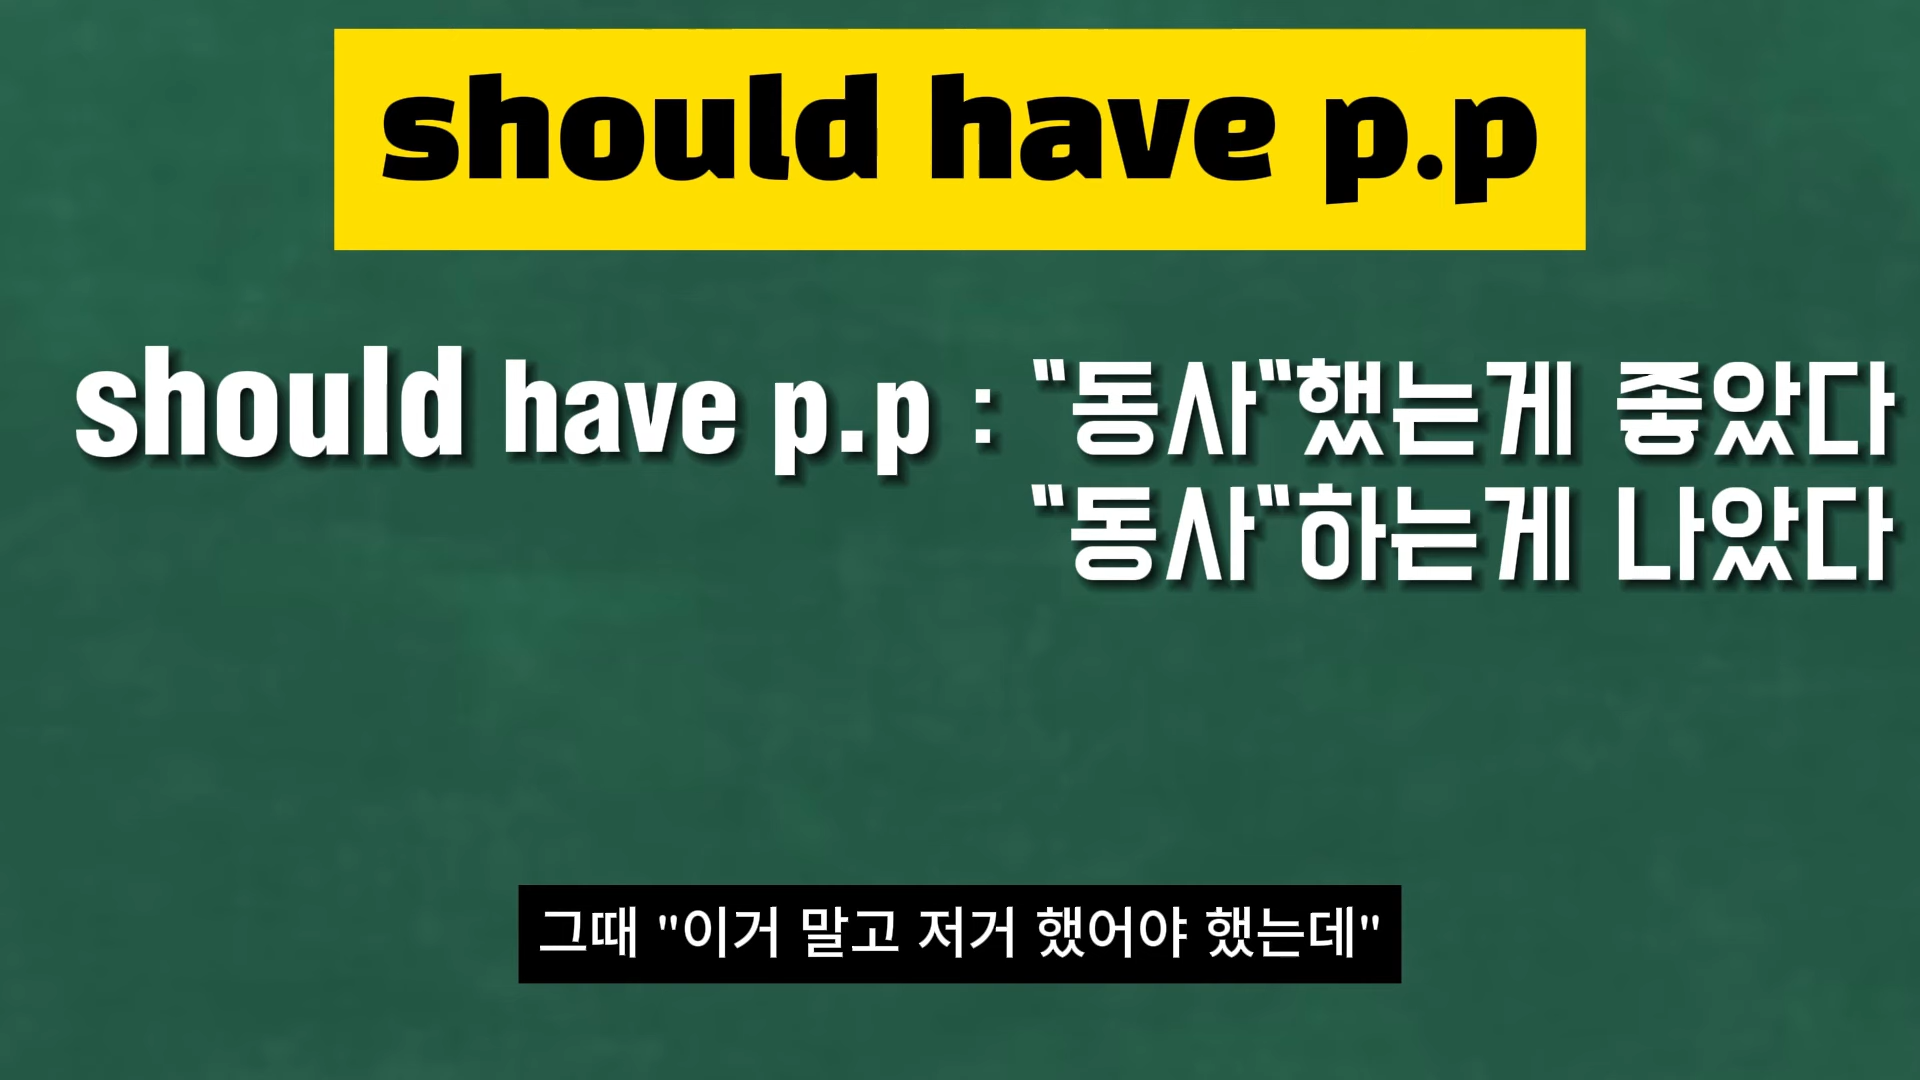 should have p.p
should have p.p : "동사"했는게 좋았다
"동사"하는게 나았다
그때 "이거 말고 저거 했어야 했는데"